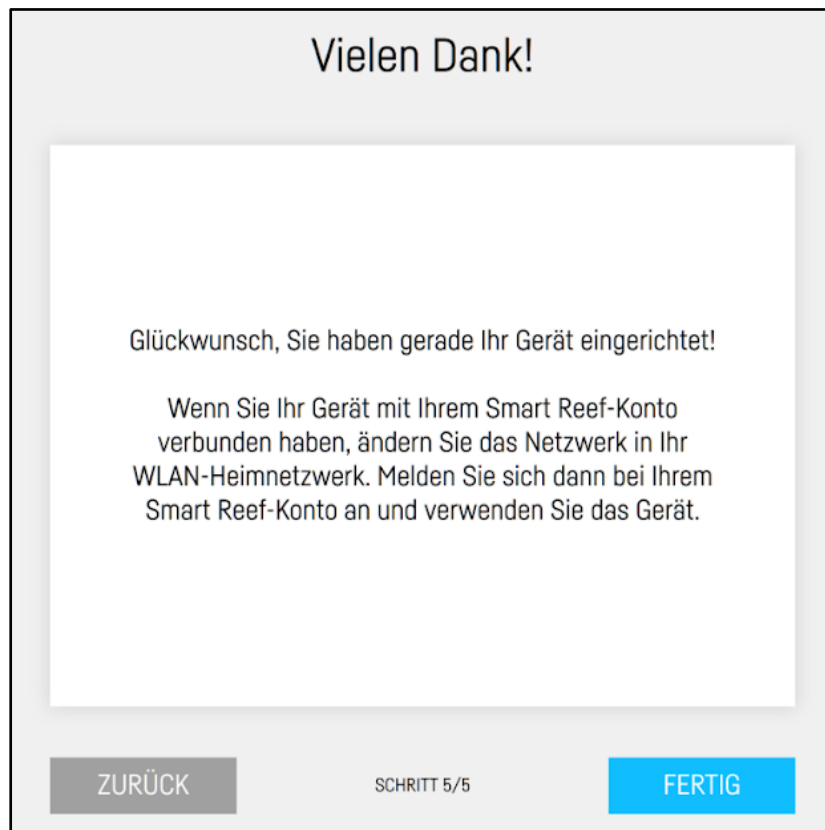 Vielen Dank!
Glückwunsch, Sie haben gerade Ihr Gerät eingerichtet!
Wenn Sie Ihr Gerät mit Ihrem Smart Reef-Konto
verbunden haben, ändern Sie das Netzwerk in Ihr
WLAN-Heimnetzwerk. Melden Sie sich dann bei Ihrem
Smart Reef-Konto an und verwenden Sie das Gerät.
ZURÜCK
SCHRITT 5/5
FERTIG